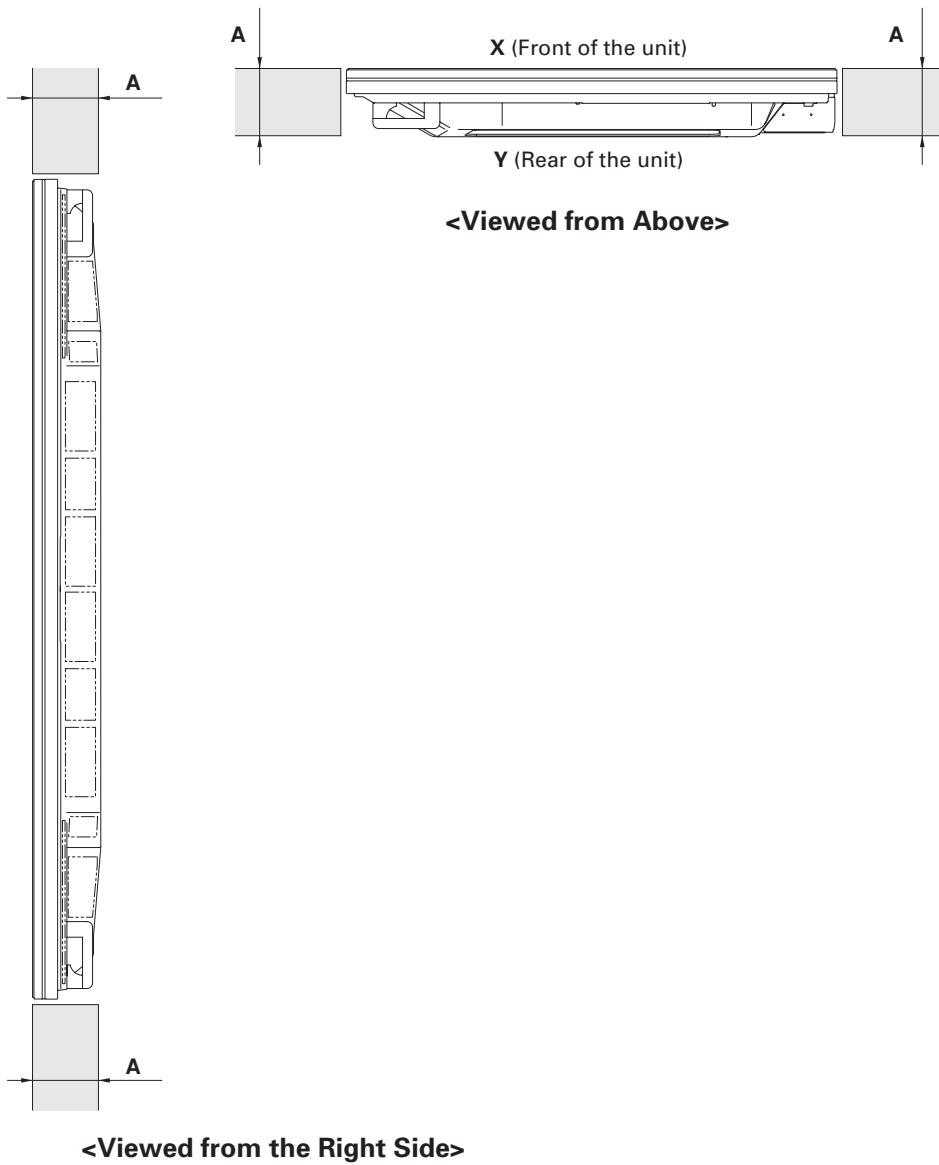 A
A
X (Front of the unit)
A
Y (Rear of the unit)
<Viewed from Above>
A
<Viewed from the Right Side>